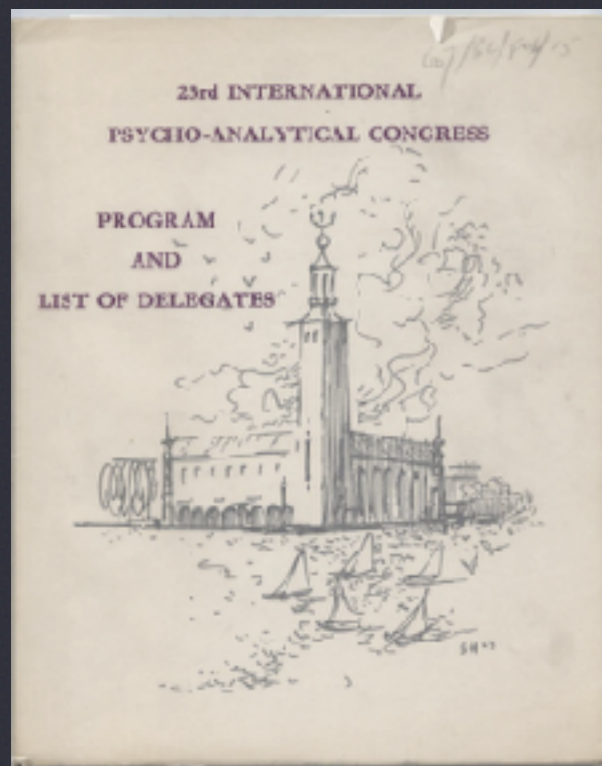 23rd INTERNATIONAL
PSYCHO-ANALYTICAL CONGRESS
PROGRAM
AND
LIST OF DELEGATES